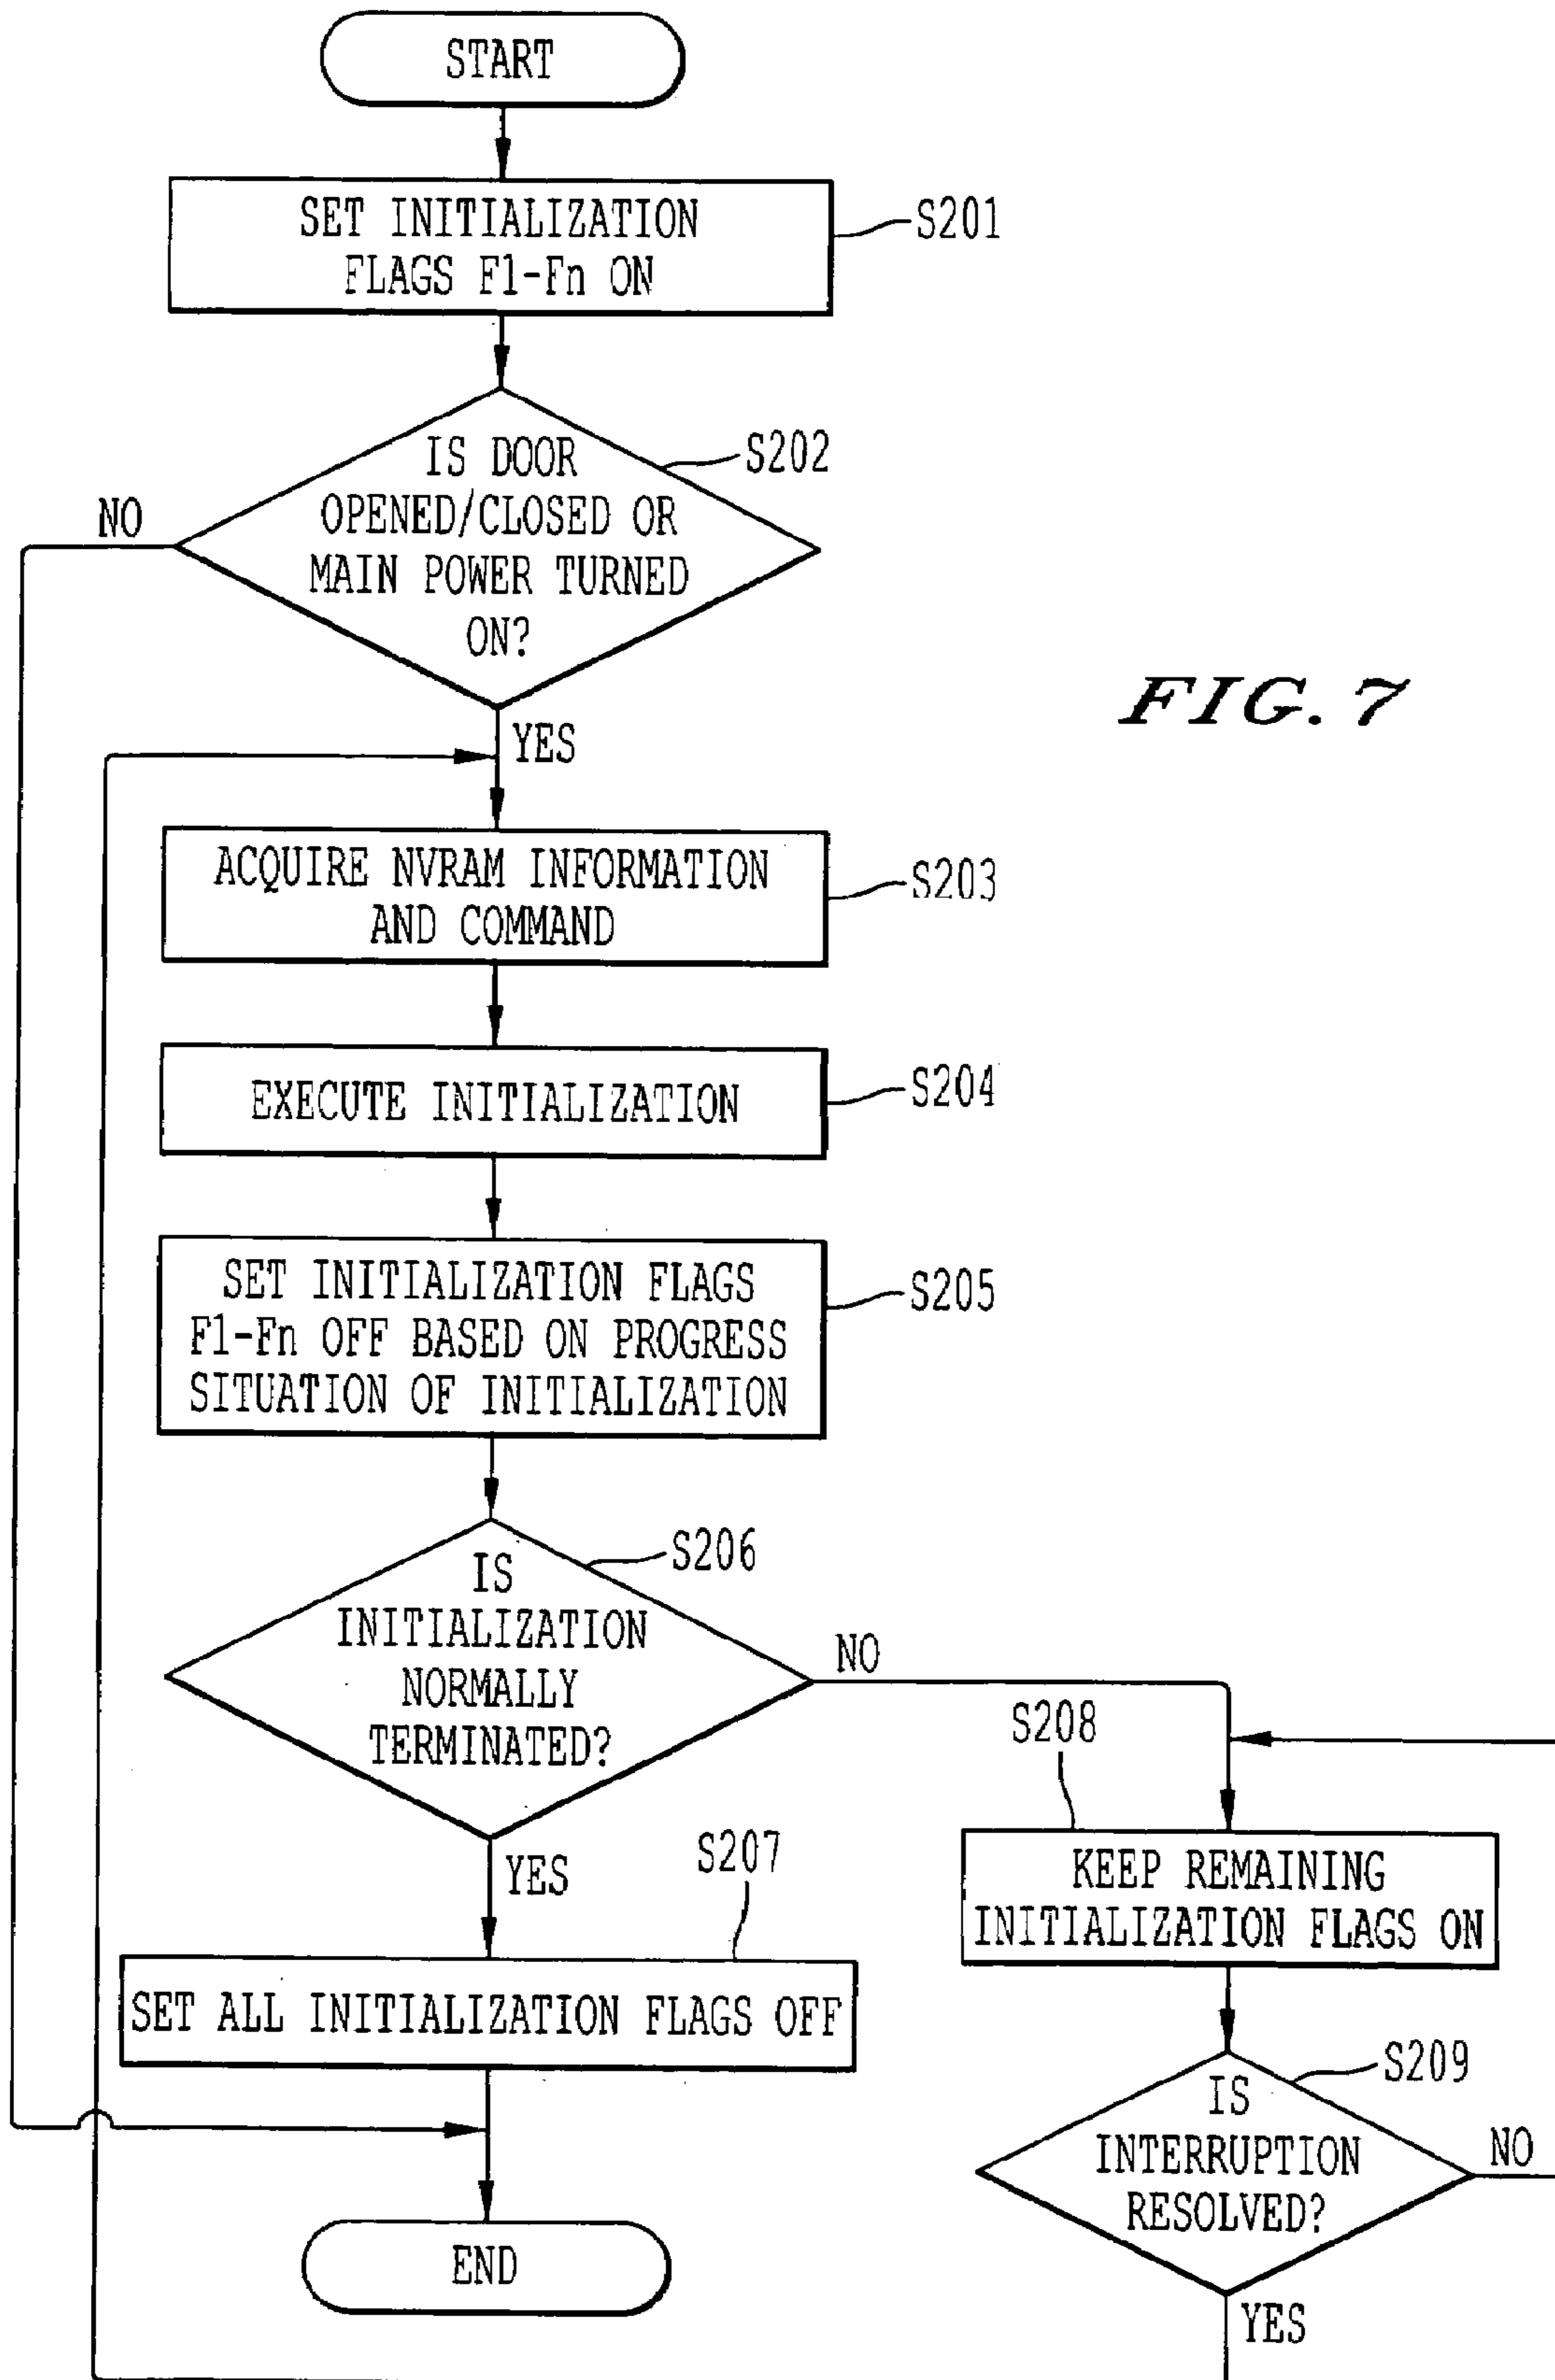 START
SET INITIALIZATION
FLAGS F1-Fn ON
S201
IS DOOR
OPENED/CLOSED OR
MAIN POWER TURNED
ON?
S202
NO
YES
FIG. 7
ACQUIRE NVRAM INFORMATION
AND COMMAND
S203
EXECUTE INITIALIZATION
S204
SET INITIALIZATION FLAGS
F1-Fn OFF BASED ON PROGRESS
SITUATION OF INITIALIZATION
S205
IS
INITIALIZATION
NORMALLY
TERMINATED?
S206
NO
YES
S207
SET ALL INITIALIZATION FLAGS OFF
S208
KEEP REMAINING
INITIALIZATION FLAGS ON
IS
INTERRUPTION
RESOLVED?
S209
NO
YES
END